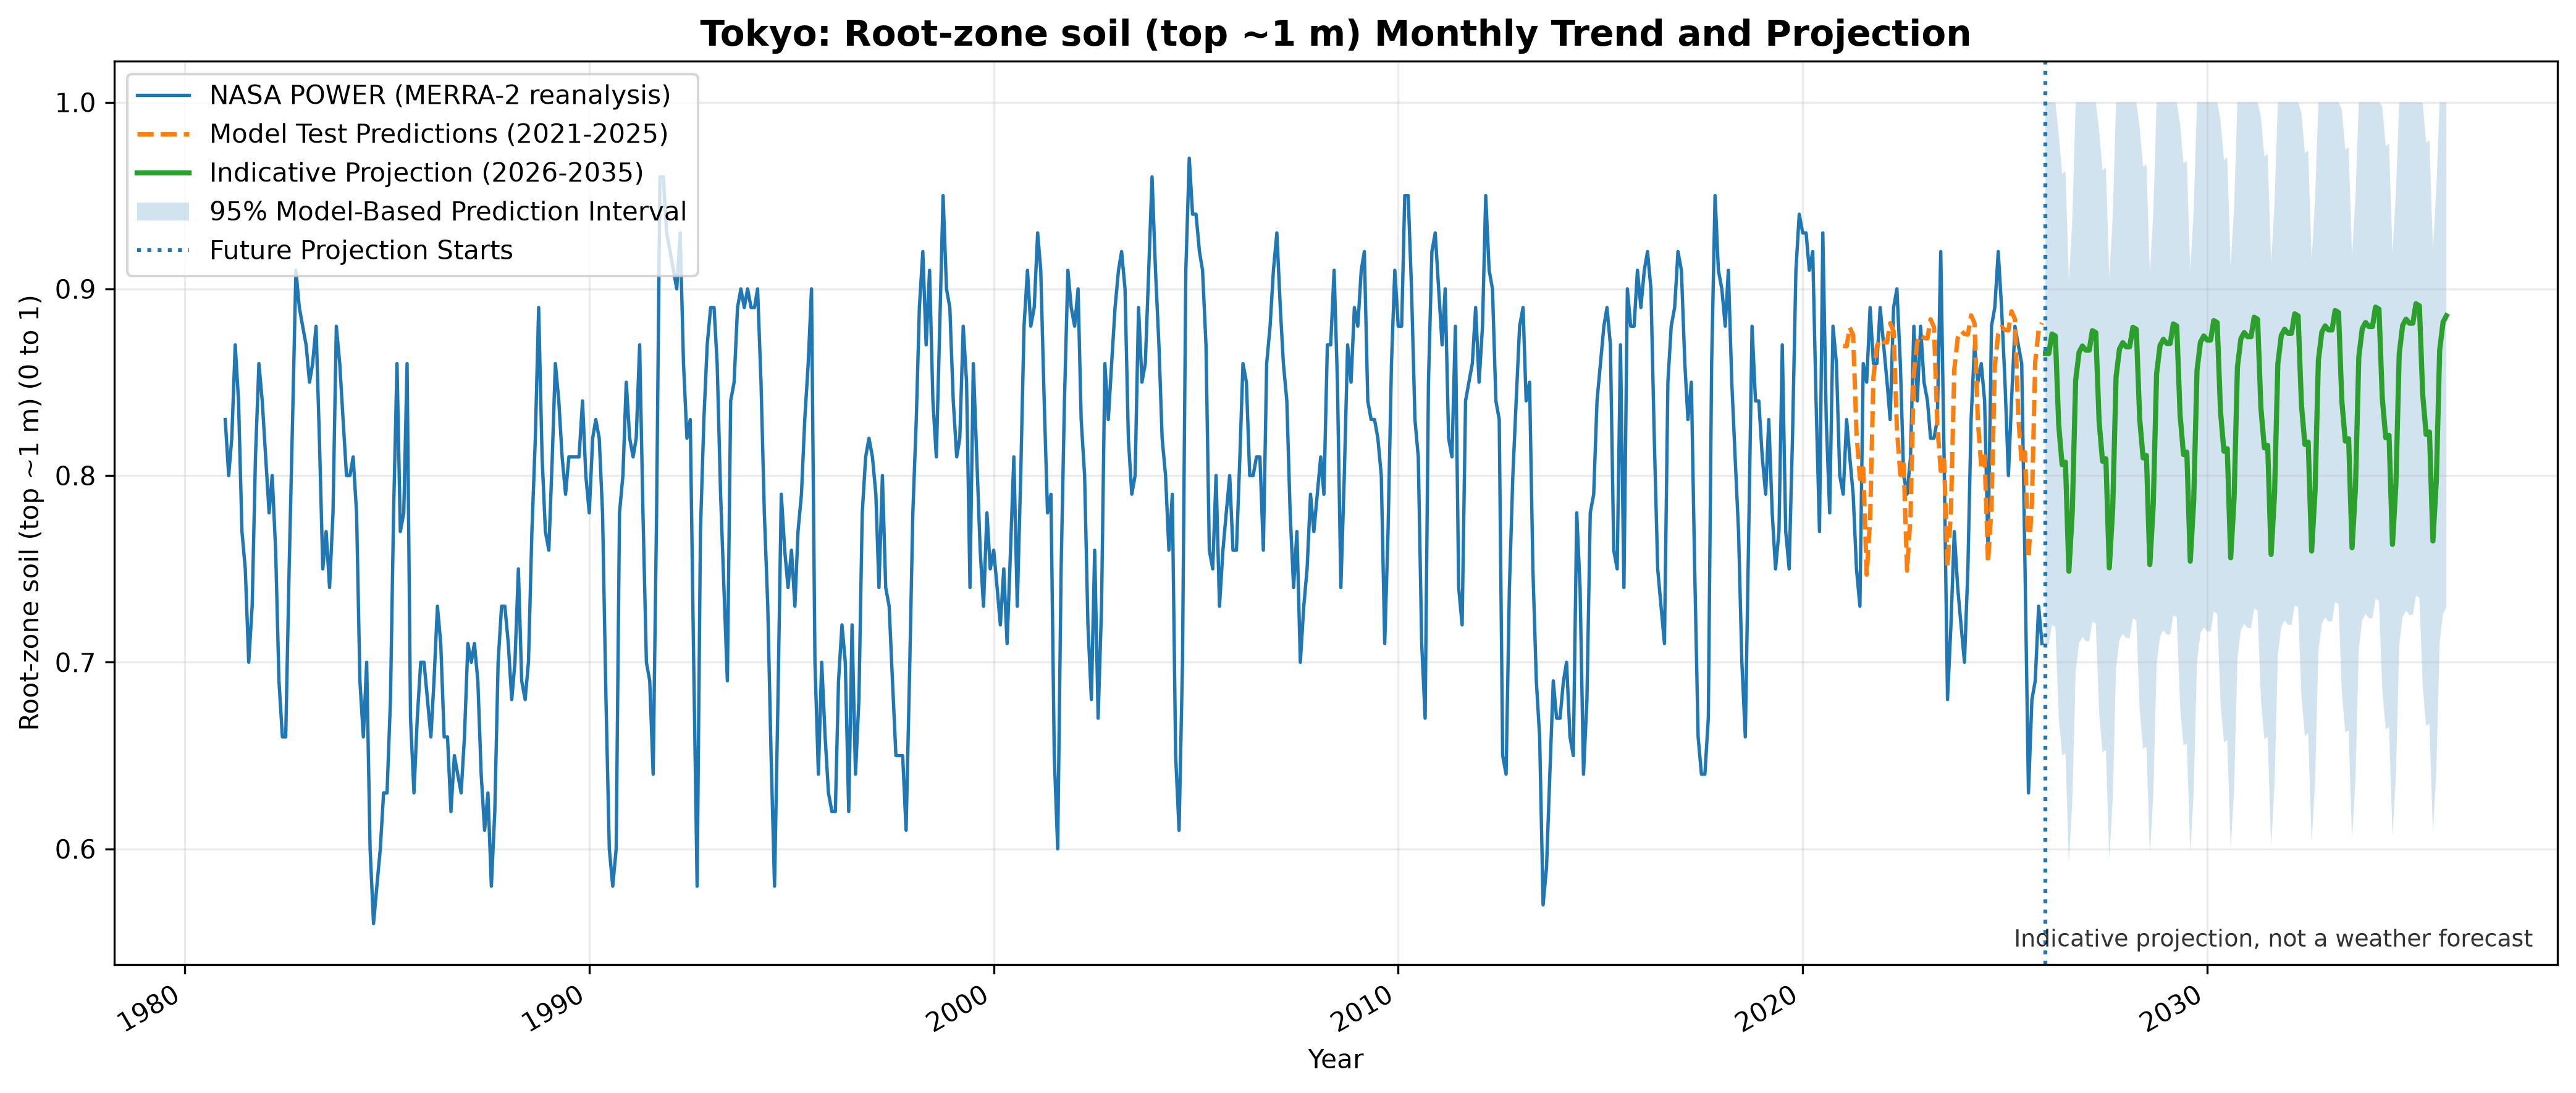 Tokyo: Root-zone soil (top ~1 m) Monthly Trend and Projection
NASA POWER (MERRA-2 reanalysis)
Model Test Predictions (2021-2025)
Indicative Projection (2026-2035)
95% Model-Based Prediction Interval
Future Projection Starts
Root-zone soil (top ~1 m) (0 to 1)
1.0
0.9
0.8
0.7
0.6
Indicative projection, not a weather forecast
1980
1990
2000
2010
2020
2030
Year